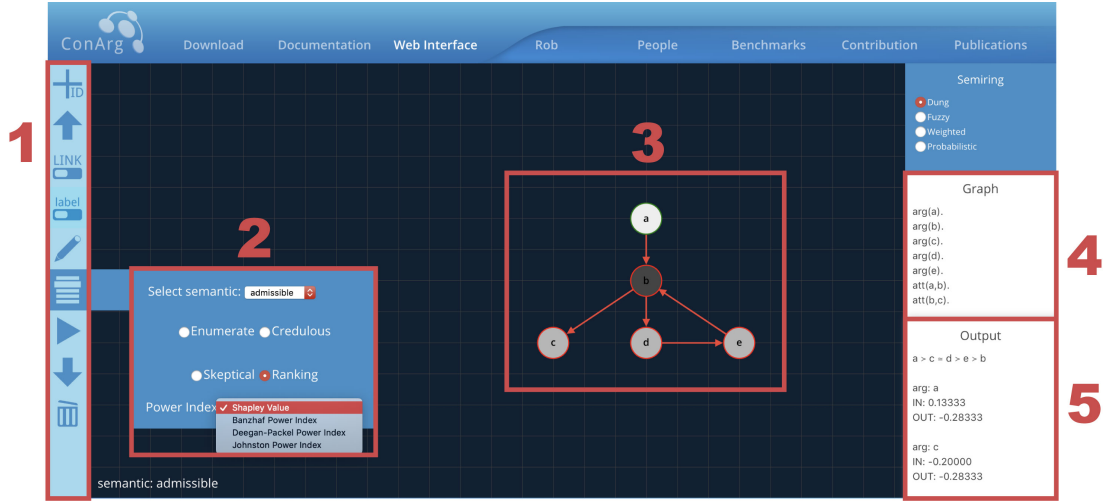 ConArg
Download Documentation Web Interface Rob People Benchmarks Contribution Publications
1
ID
LINK
label
2
Select semantic: admissible
Enumerate Credulous
Skeptical Ranking
Power Index
✓ Shapley Value
Banzhaf Power Index
Deegan-Packel Power Index
Johnston Power Index
semantic: admissible
3
a
b
c d e
Semiring
Dung
Fuzzy
Weighted
Probabilistic
4
Graph
arg(a).
arg(b).
arg(c).
arg(d).
arg(e).
att(a,b).
att(b,c).
5
Output
a > c = d > e > b
arg: a
IN: 0.13333
OUT: -0.28333
arg: c
IN: -0.20000
OUT: -0.28333